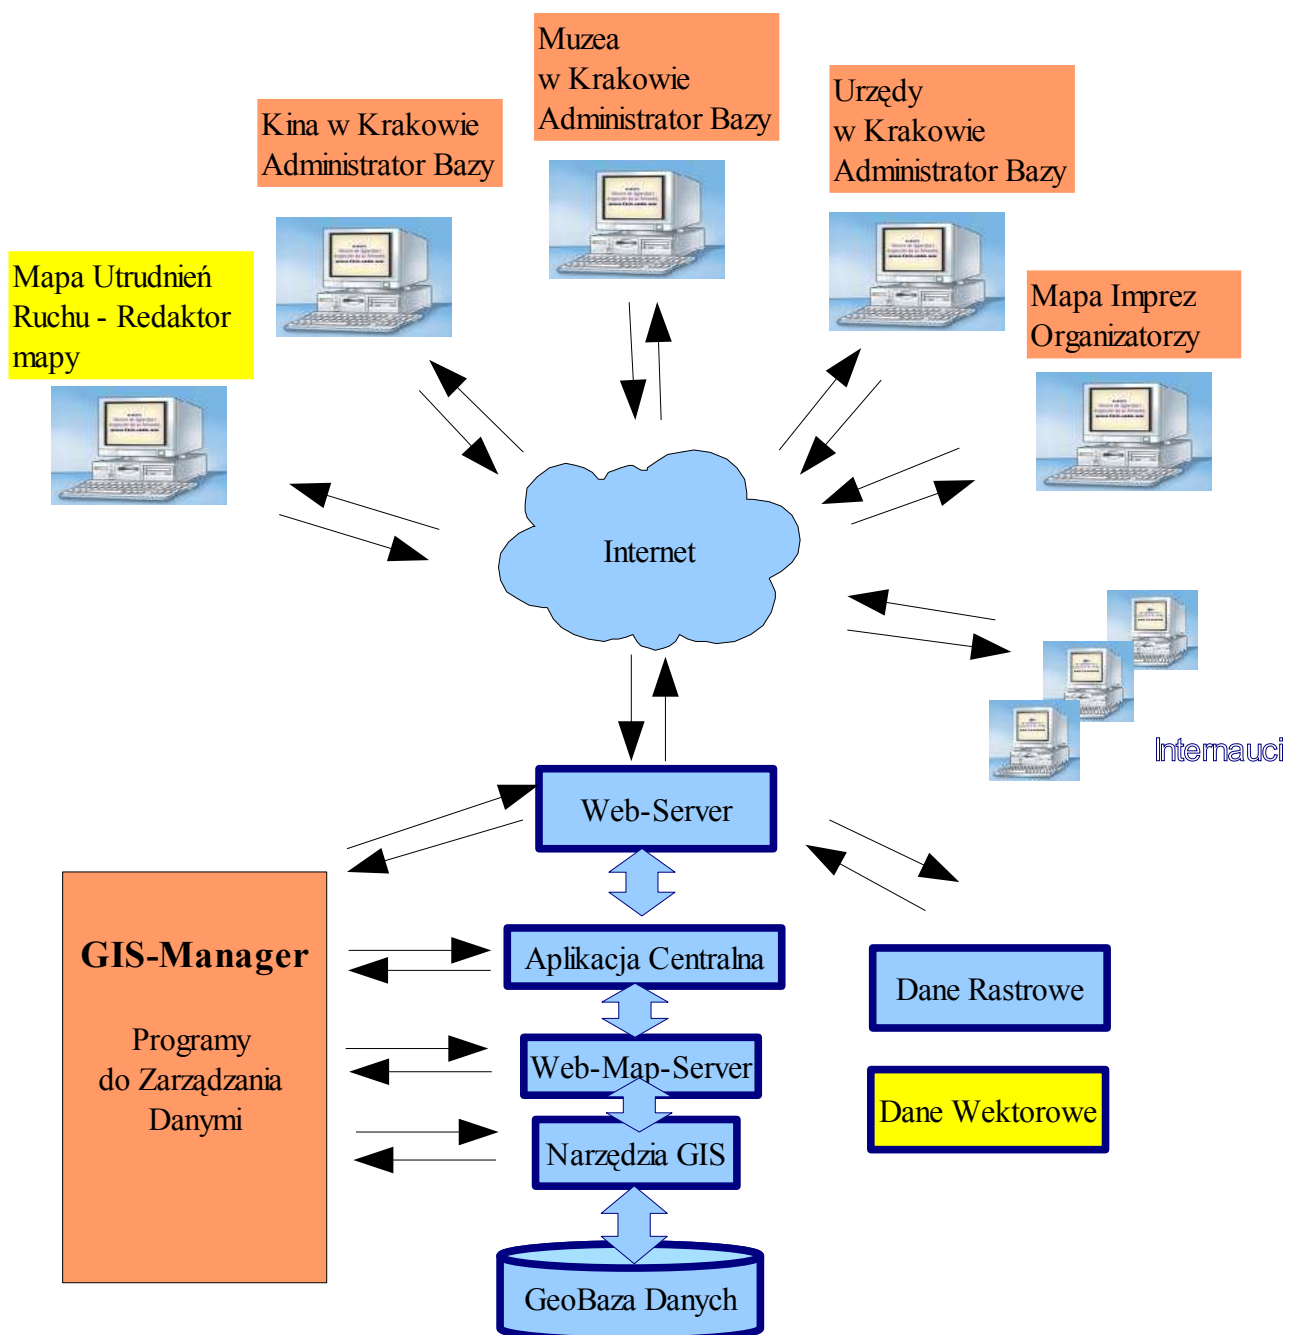 Muzea
w Krakowie
Administrator Bazy
Urzędy
w Krakowie
Administrator Bazy
Kina w Krakowie
Administrator Bazy
Mapa Utrudnień
Ruchu - Redaktor
mapy
Mapa Imprez
Organizatorzy
Internet
Internauci
Web-Server
GIS-Manager
Programy
do Zarządzania
Danymi
Aplikacja Centralna
Dane Rastrowe
Web-Map-Server
Dane Wektorowe
Narzędzia GIS
GeoBaza Danych